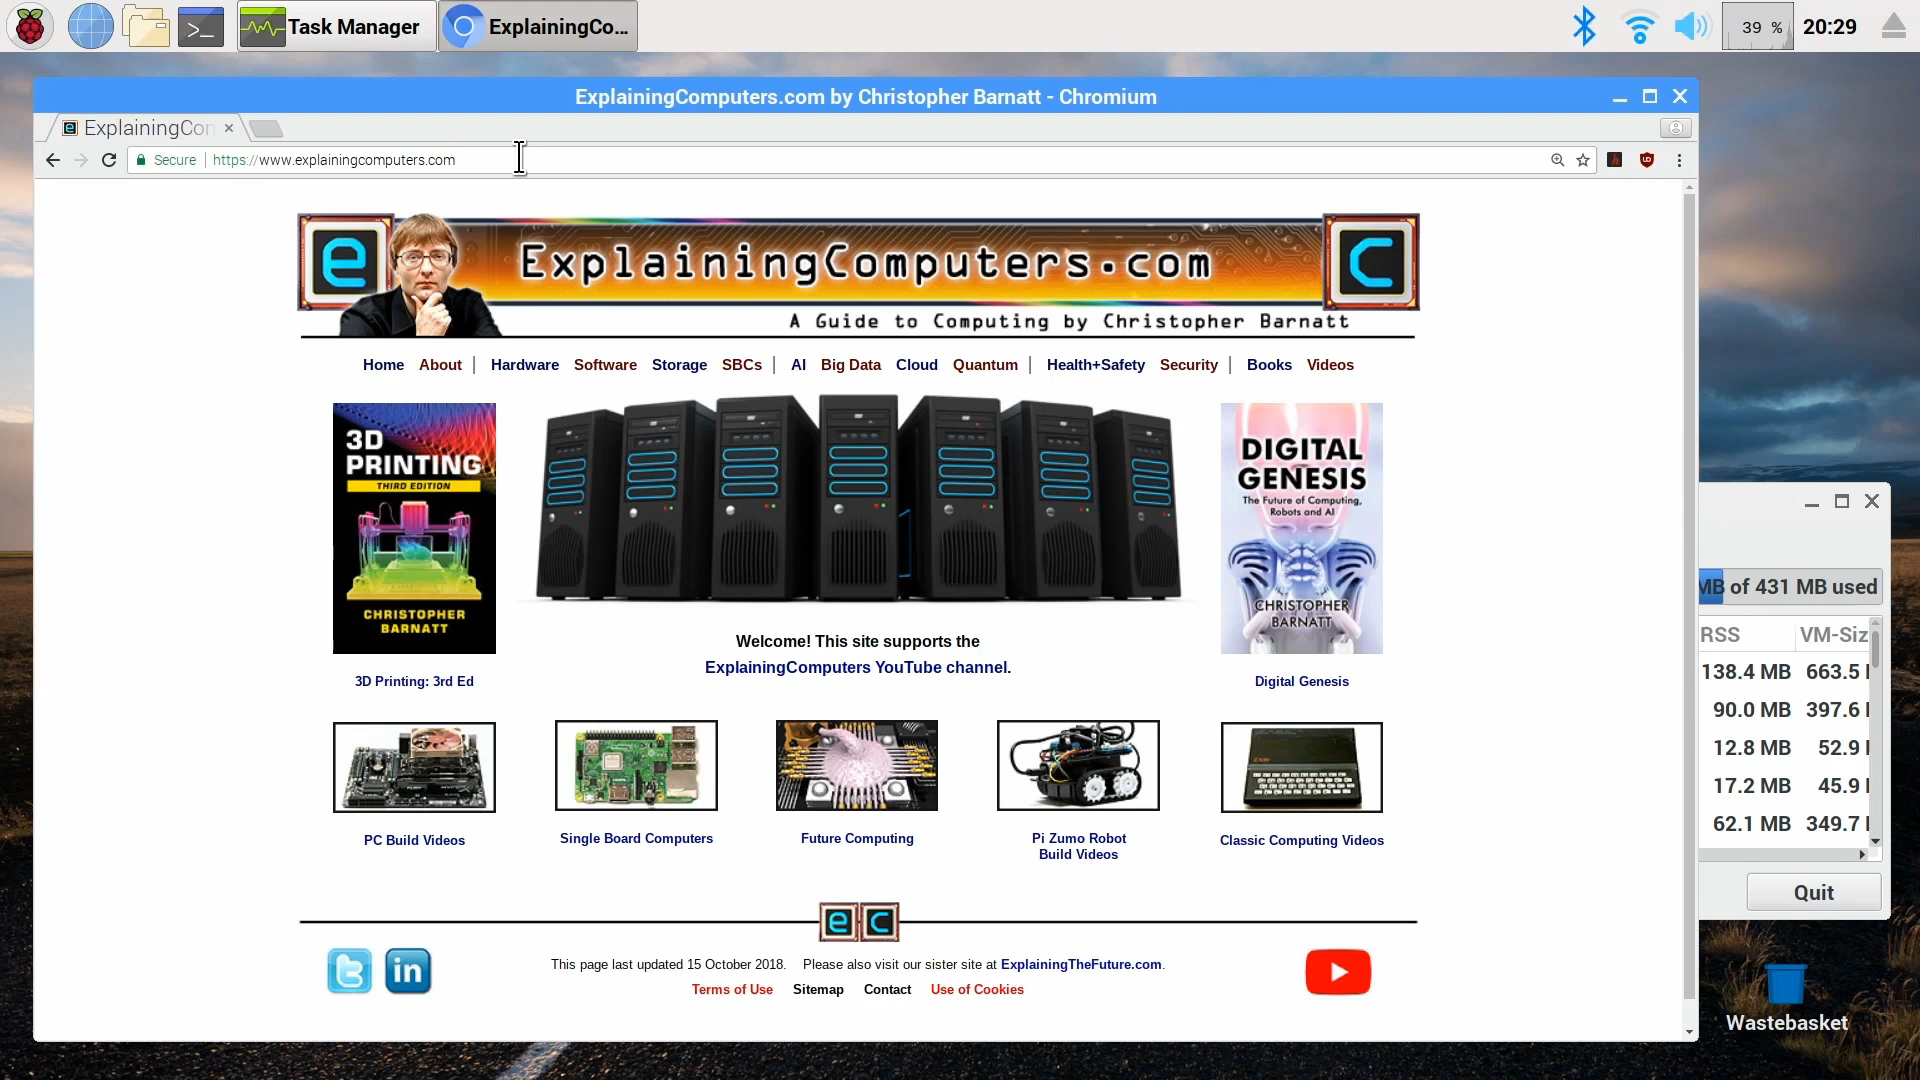 Task Manager
ExplainingCo...
39 %
20:29
ExplainingComputers.com by Christopher Barnatt - Chromium
ExplainingCon
Secure
https://www.explainingcomputers.com
e
ExplainingComputers.com
C
A Guide to Computing by Christopher Barnatt
Home About | Hardware Software Storage SBCs | AI Big Data Cloud Quantum | Health+Safety Security | Books Videos
3D
PRINTING
THIRD EDITION
CHRISTOPHER
BARNATT
3D Printing: 3rd Ed
Welcome! This site supports the
ExplainingComputers YouTube channel.
DIGITAL
GENESIS
The Future of Computing,
Robots and AI
CHRISTOPHER
BARNATT
Digital Genesis
PC Build Videos
Single Board Computers
Future Computing
Pi Zumo Robot
Build Videos
Classic Computing Videos
e C
in
This page last updated 15 October 2018. Please also visit our sister site at ExplainingTheFuture.com.
Terms of Use Sitemap Contact Use of Cookies
MB of 431 MB used
RSS VM-Siz
138.4 MB 663.5
90.0 MB 397.6
12.8 MB 52.9
17.2 MB 45.9
62.1 MB 349.7
Quit
Wastebasket